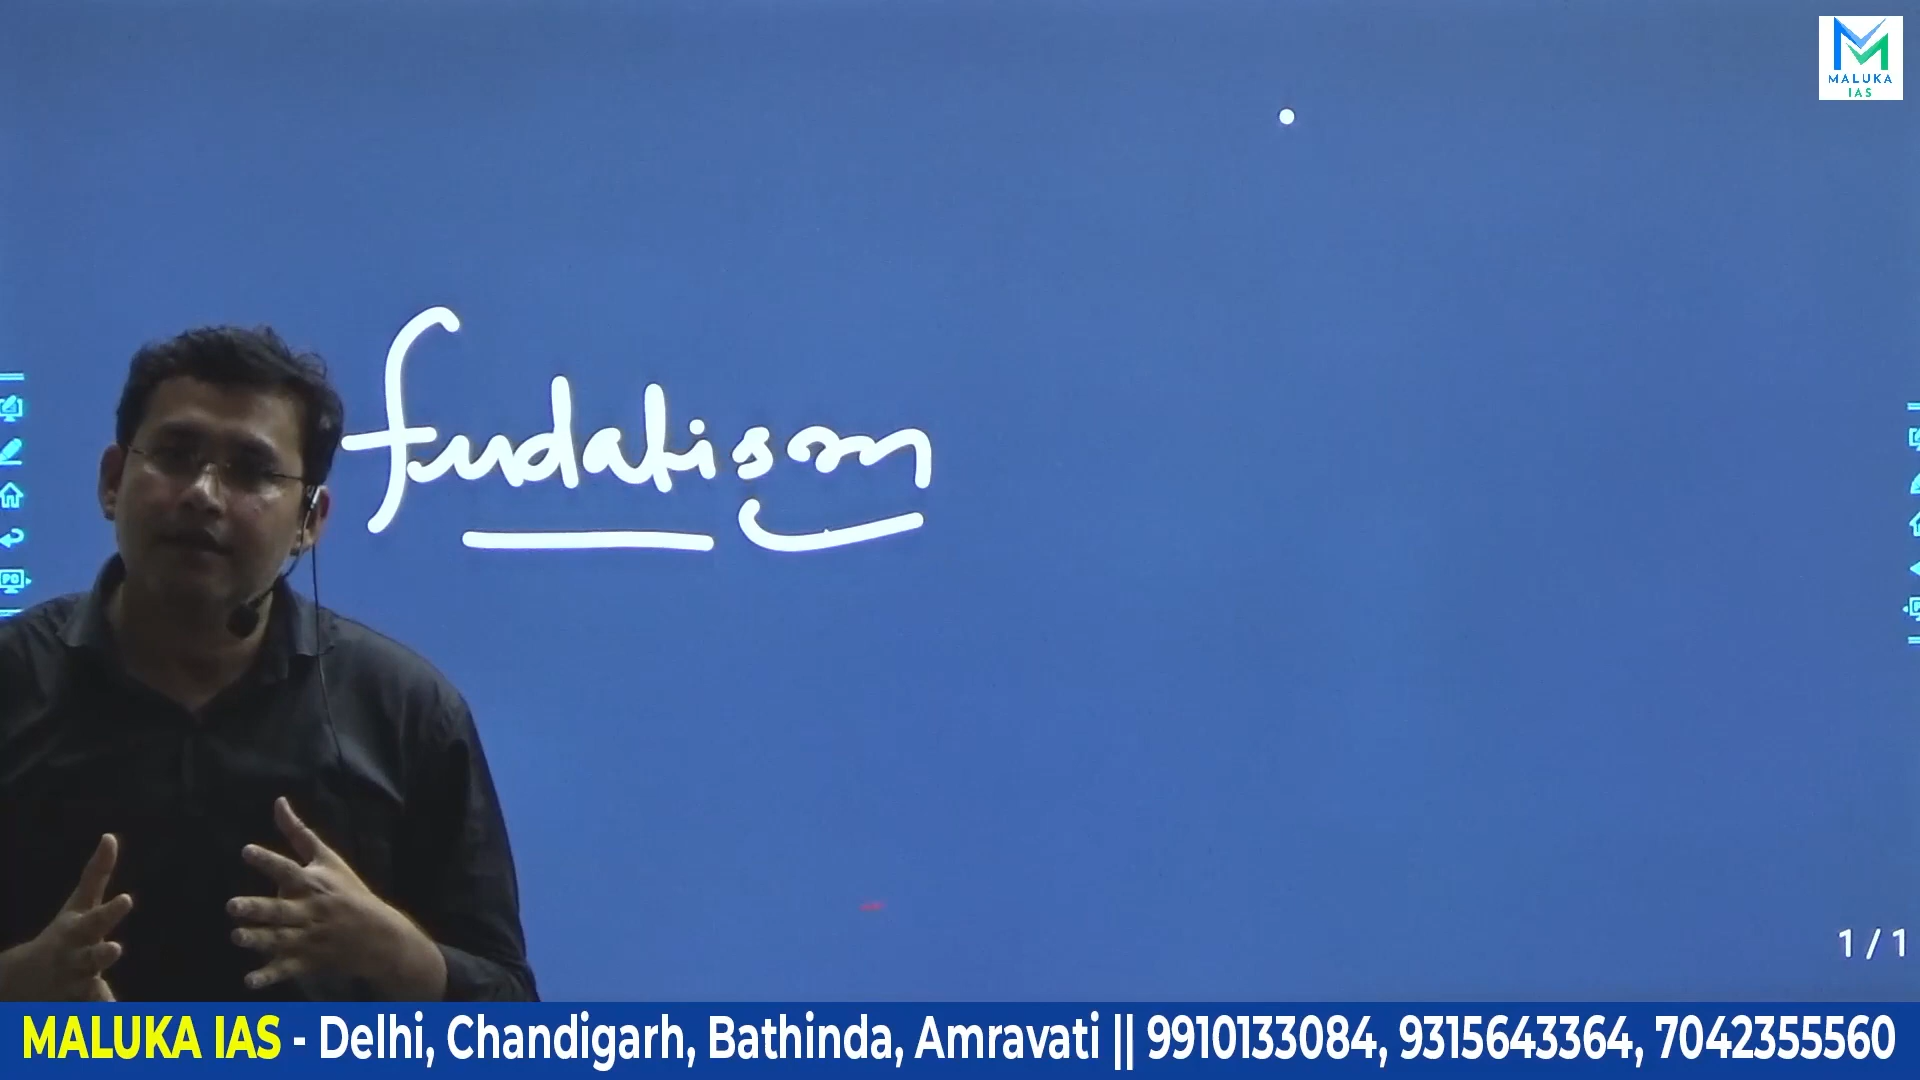 MALUKA
IAS
fudalism
1 / 1
MALUKA IAS - Delhi, Chandigarh, Bathinda, Amravati || 9910133084, 9315643364, 7042355560